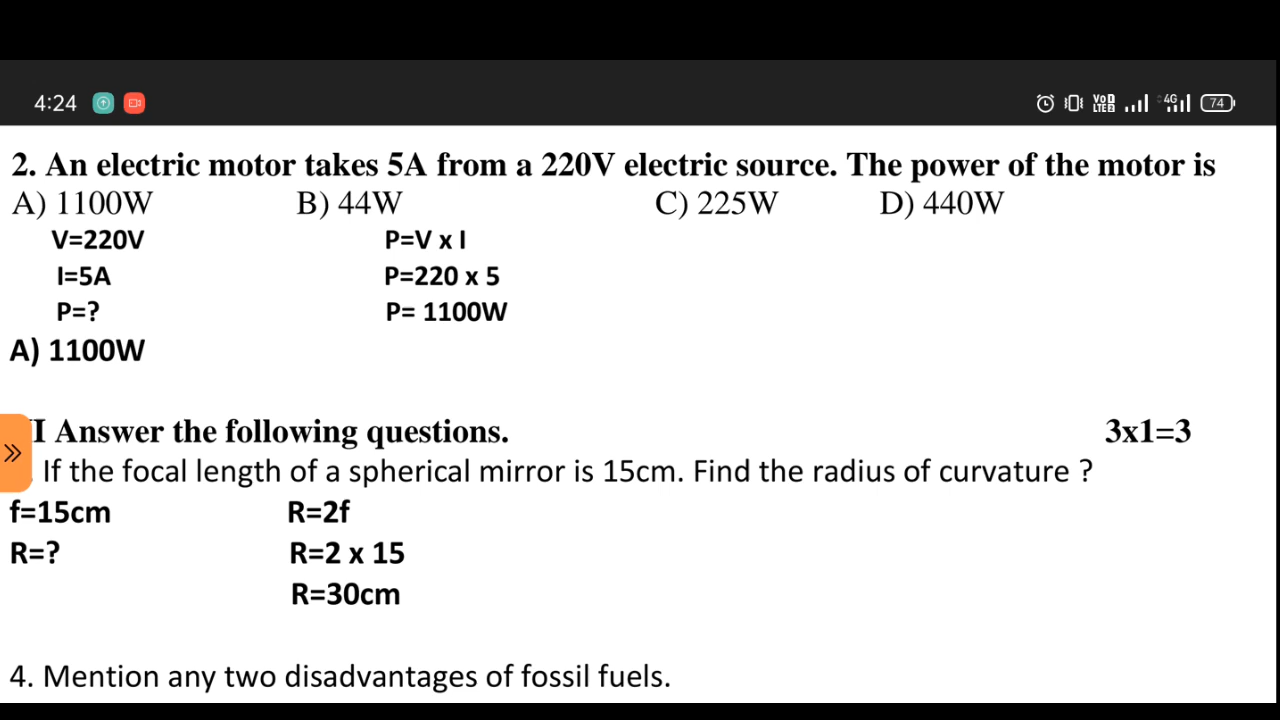 4:24 VoD LTE 4G 74
2. An electric motor takes 5A from a 220V electric source. The power of the motor is
A) 1100W B) 44W C) 225W D) 440W
V=220V P=V x I
I=5A P=220 x 5
P=? P= 1100W
A) 1100W
I Answer the following questions. 3x1=3
If the focal length of a spherical mirror is 15cm. Find the radius of curvature ?
f=15cm R=2f
R=? R=2 x 15
R=30cm
4. Mention any two disadvantages of fossil fuels.